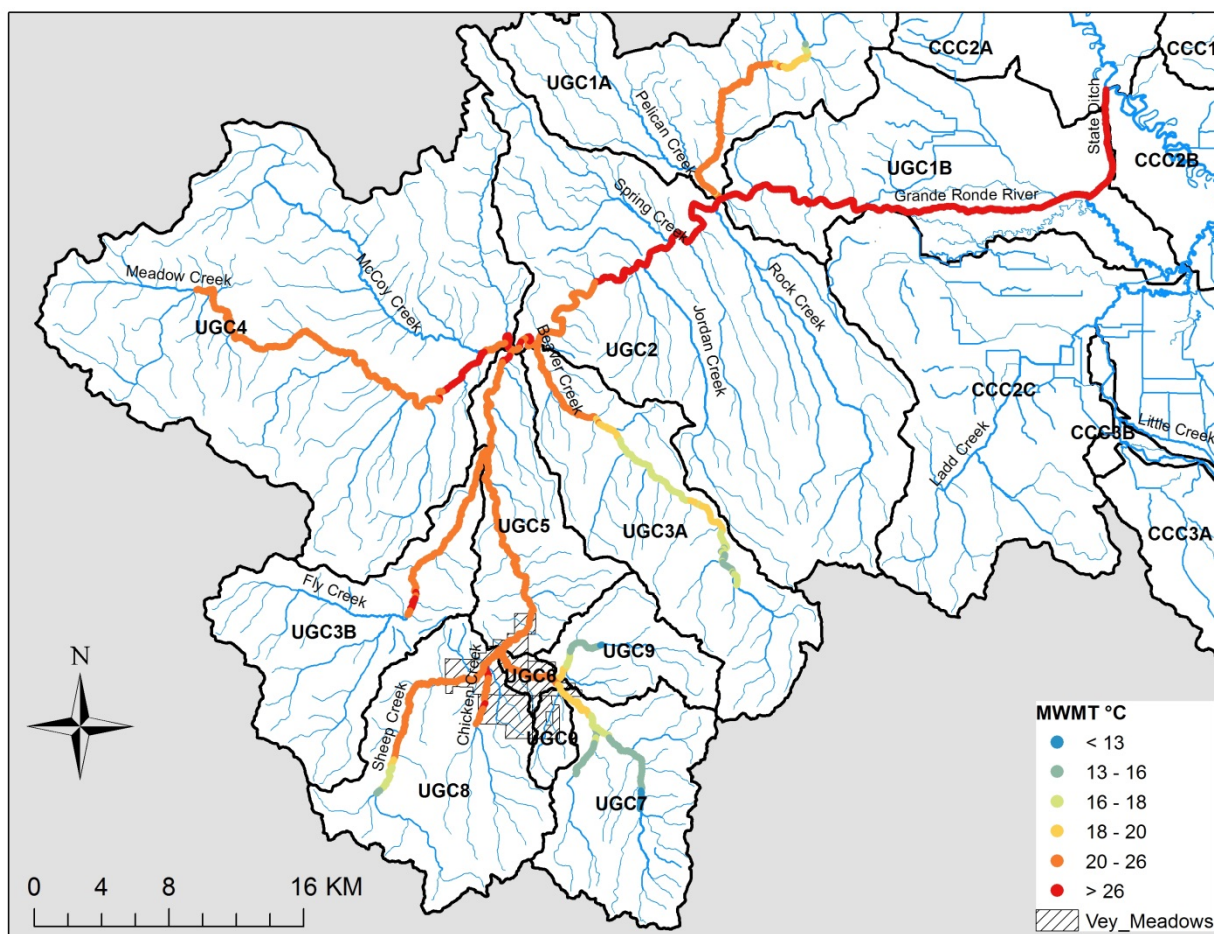 CCC2A
CCC1
UGC1A
Pelican Creek
State Ditch
CCC2B
UGC1B
Grande Ronde River
Spring Creek
Meadow Creek
McCoy Creek
Rock Creek
UGC4
Beaver Creek
UGC2
Jordan Creek
CCC2C
Little Creek
CCC3B
Ladd Creek
UGC5
UGC3A
CCC3A
Fly Creek
UGC3B
N
UGC9
UGC6
Sheep Creek
Chicken Creek
UGC9
UGC8
UGC7
MWMT °C
< 13
13 - 16
16 - 18
18 - 20
20 - 26
> 26
Vey_Meadows
0 4 8 16 KM